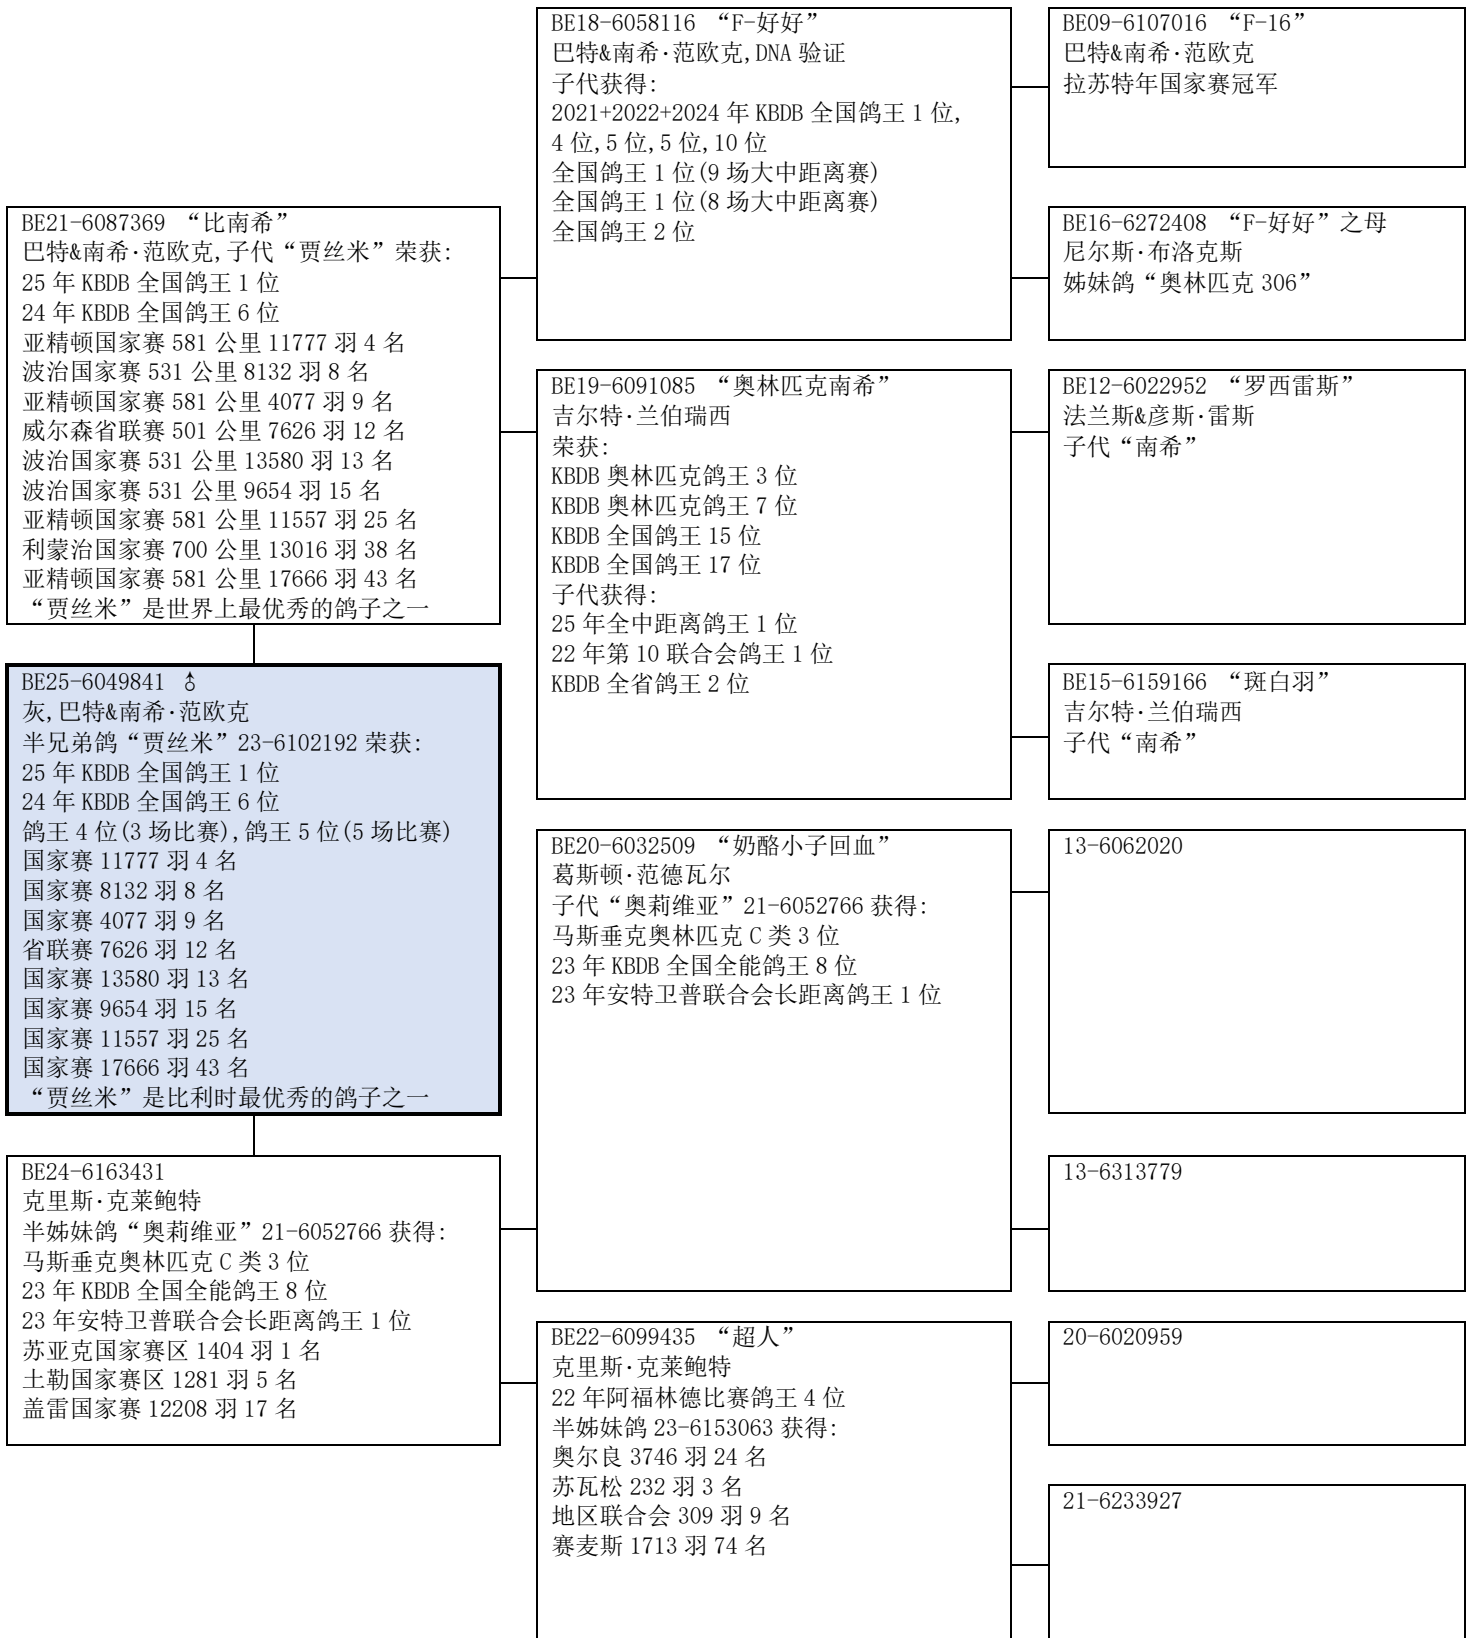 BE18-6058116 “F-好好”
巴特&南希·范欧克,DNA 验证
子代获得:
2021+2022+2024 年 KBDB 全国鸽王 1 位,
4 位,5 位,5 位,10 位
全国鸽王 1 位(9 场大中距离赛)
全国鸽王 1 位(8 场大中距离赛)
全国鸽王 2 位
BE09-6107016 “F-16”
巴特&南希·范欧克
拉苏特年国家赛冠军
BE21-6087369 “比南希”
巴特&南希·范欧克,子代“贾丝米”荣获:
25 年 KBDB 全国鸽王 1 位
24 年 KBDB 全国鸽王 6 位
亚精顿国家赛 581 公里 11777 羽 4 名
波治国家赛 531 公里 8132 羽 8 名
亚精顿国家赛 581 公里 4077 羽 9 名
威尔森省联赛 501 公里 7626 羽 12 名
波治国家赛 531 公里 13580 羽 13 名
波治国家赛 531 公里 9654 羽 15 名
亚精顿国家赛 581 公里 11557 羽 25 名
利蒙治国家赛 700 公里 13016 羽 38 名
亚精顿国家赛 581 公里 17666 羽 43 名
“贾丝米”是世界上最优秀的鸽子之一
BE16-6272408 “F-好好”之母
尼尔斯·布洛克斯
姊妹鸽“奥林匹克 306”
BE19-6091085 “奥林匹克南希”
吉尔特·兰伯瑞西
荣获:
KBDB 奥林匹克鸽王 3 位
KBDB 奥林匹克鸽王 7 位
KBDB 全国鸽王 15 位
KBDB 全国鸽王 17 位
子代获得:
25 年全中距离鸽王 1 位
22 年第 10 联合会鸽王 1 位
KBDB 全省鸽王 2 位
BE12-6022952 “罗西雷斯”
法兰斯&彦斯·雷斯
子代“南希”
BE25-6049841 ♂
灰,巴特&南希·范欧克
半兄弟鸽“贾丝米”23-6102192 荣获:
25 年 KBDB 全国鸽王 1 位
24 年 KBDB 全国鸽王 6 位
鸽王 4 位(3 场比赛),鸽王 5 位(5 场比赛)
国家赛 11777 羽 4 名
国家赛 8132 羽 8 名
国家赛 4077 羽 9 名
省联赛 7626 羽 12 名
国家赛 13580 羽 13 名
国家赛 9654 羽 15 名
国家赛 11557 羽 25 名
国家赛 17666 羽 43 名
“贾丝米”是比利时最优秀的鸽子之一
BE15-6159166 “斑白羽”
吉尔特·兰伯瑞西
子代“南希”
BE20-6032509 “奶酪小子回血”
葛斯顿·范德瓦尔
子代“奥莉维亚”21-6052766 获得:
马斯垂克奥林匹克 C 类 3 位
23 年 KBDB 全国全能鸽王 8 位
23 年安特卫普联合会长距离鸽王 1 位
13-6062020
BE24-6163431
克里斯·克莱鲍特
半姊妹鸽“奥莉维亚”21-6052766 获得:
马斯垂克奥林匹克 C 类 3 位
23 年 KBDB 全国全能鸽王 8 位
23 年安特卫普联合会长距离鸽王 1 位
苏亚克国家赛区 1404 羽 1 名
土勒国家赛区 1281 羽 5 名
盖雷国家赛 12208 羽 17 名
13-6313779
BE22-6099435 “超人”
克里斯·克莱鲍特
22 年阿福林德比赛鸽王 4 位
半姊妹鸽 23-6153063 获得:
奥尔良 3746 羽 24 名
苏瓦松 232 羽 3 名
地区联合会 309 羽 9 名
赛麦斯 1713 羽 74 名
20-6020959
21-6233927